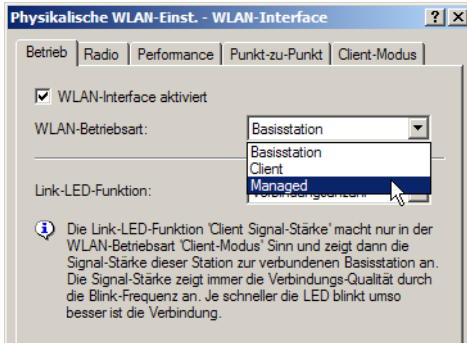 Physikalische WLAN-Einst. - WLAN-Interface
Betrieb Radio Performance Punkt-zu-Punkt Client-Modus
WLAN-Interface aktiviert
WLAN-Betriebsart: Basisstation
Basisstation
Client
Managed
Link-LED-Funktion: Verbindungsanzahl
Die Link-LED-Funktion 'Client Signal-Stärke' macht nur in der
WLAN-Betriebsart 'Client-Modus' Sinn und zeigt dann die
Signal-Stärke dieser Station zur verbundenen Basisstation an.
Die Signal-Stärke zeigt immer die Verbindungs-Qualität durch
die Blink-Frequenz an. Je schneller die LED blinkt umso
besser ist die Verbindung.